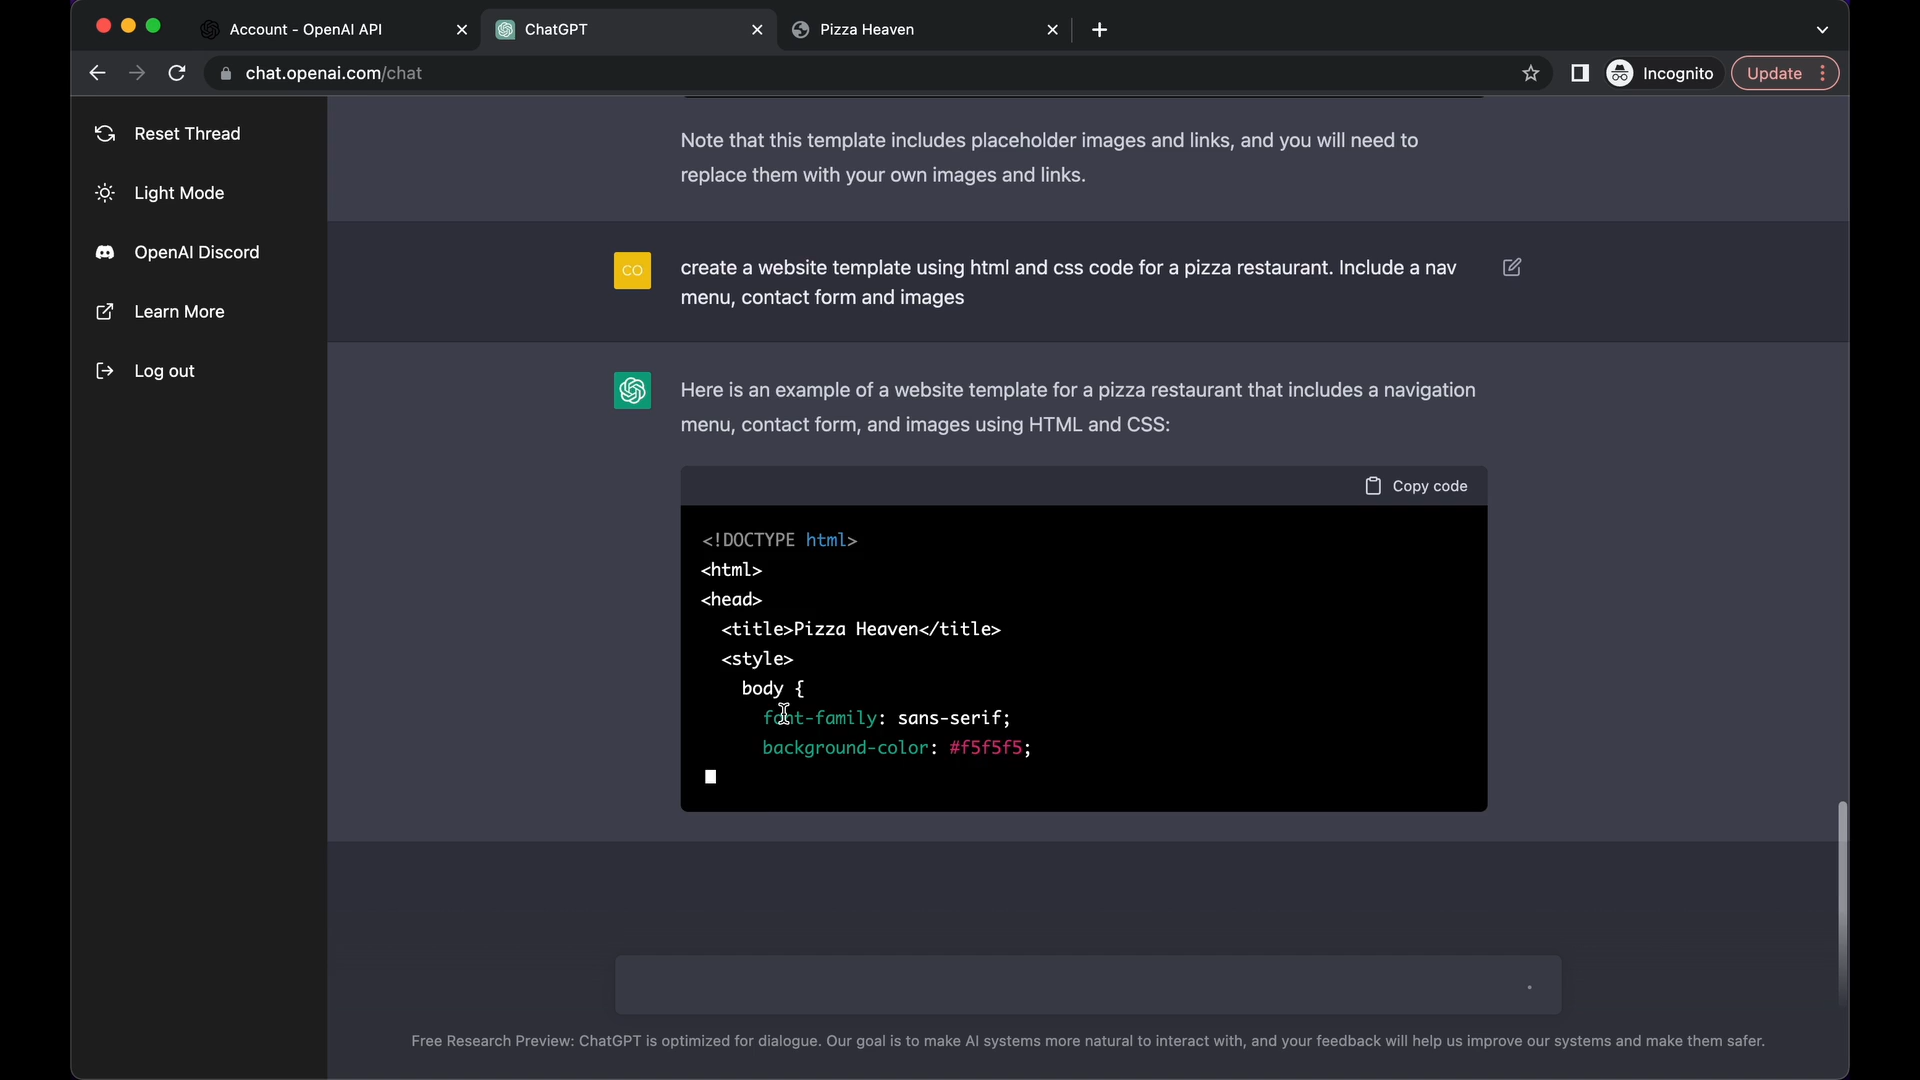 Account - OpenAI API
ChatGPT
Pizza Heaven
chat.openai.com/chat
Incognito
Update
Reset Thread
Light Mode
OpenAI Discord
Learn More
Log out
Note that this template includes placeholder images and links, and you will need to
replace them with your own images and links.
CO
create a website template using html and css code for a pizza restaurant. Include a nav
menu, contact form and images
Here is an example of a website template for a pizza restaurant that includes a navigation
menu, contact form, and images using HTML and CSS:
Copy code
<!DOCTYPE html>
<html>
<head>
<title>Pizza Heaven</title>
<style>
body {
font-family: sans-serif;
background-color: #f5f5f5;
Free Research Preview: ChatGPT is optimized for dialogue. Our goal is to make AI systems more natural to interact with, and your feedback will help us improve our systems and make them safer.